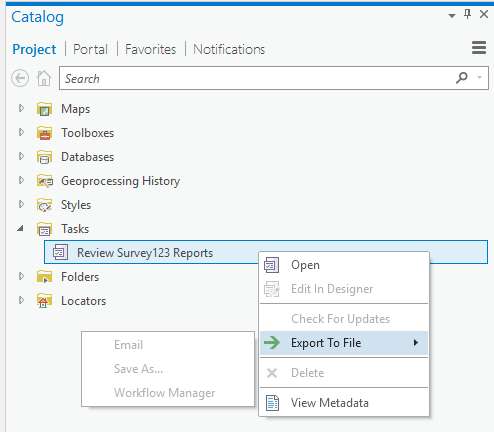 Catalog
Project Portal Favorites Notifications
Search
Maps
Toolboxes
Databases
Geoprocessing History
Styles
Tasks
Review Survey123 Reports
Folders
Locators
Open
Edit In Designer
Check For Updates
Export To File
Delete
View Metadata
Email
Save As...
Workflow Manager